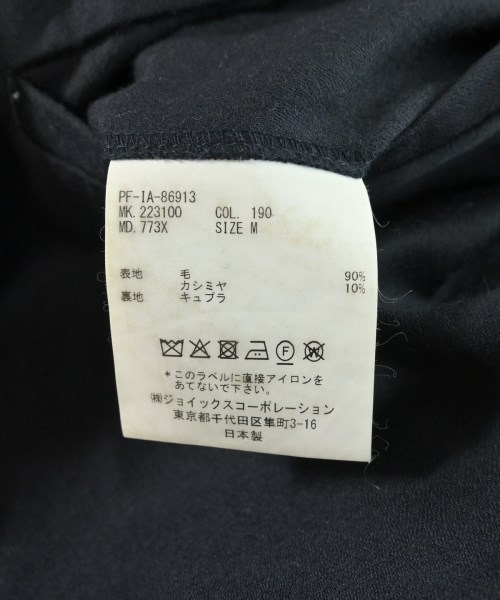 PF-IA-86913
MK. 223100 COL. 190
MD. 773X SIZE M
表地 毛 90%
カシミヤ 10%
裏地 キュプラ
F W
*このラベルに直接アイロンを
あてないで下さい。
㈱ジョイックスコーポレーション
東京都千代田区隼町3-16
日本製